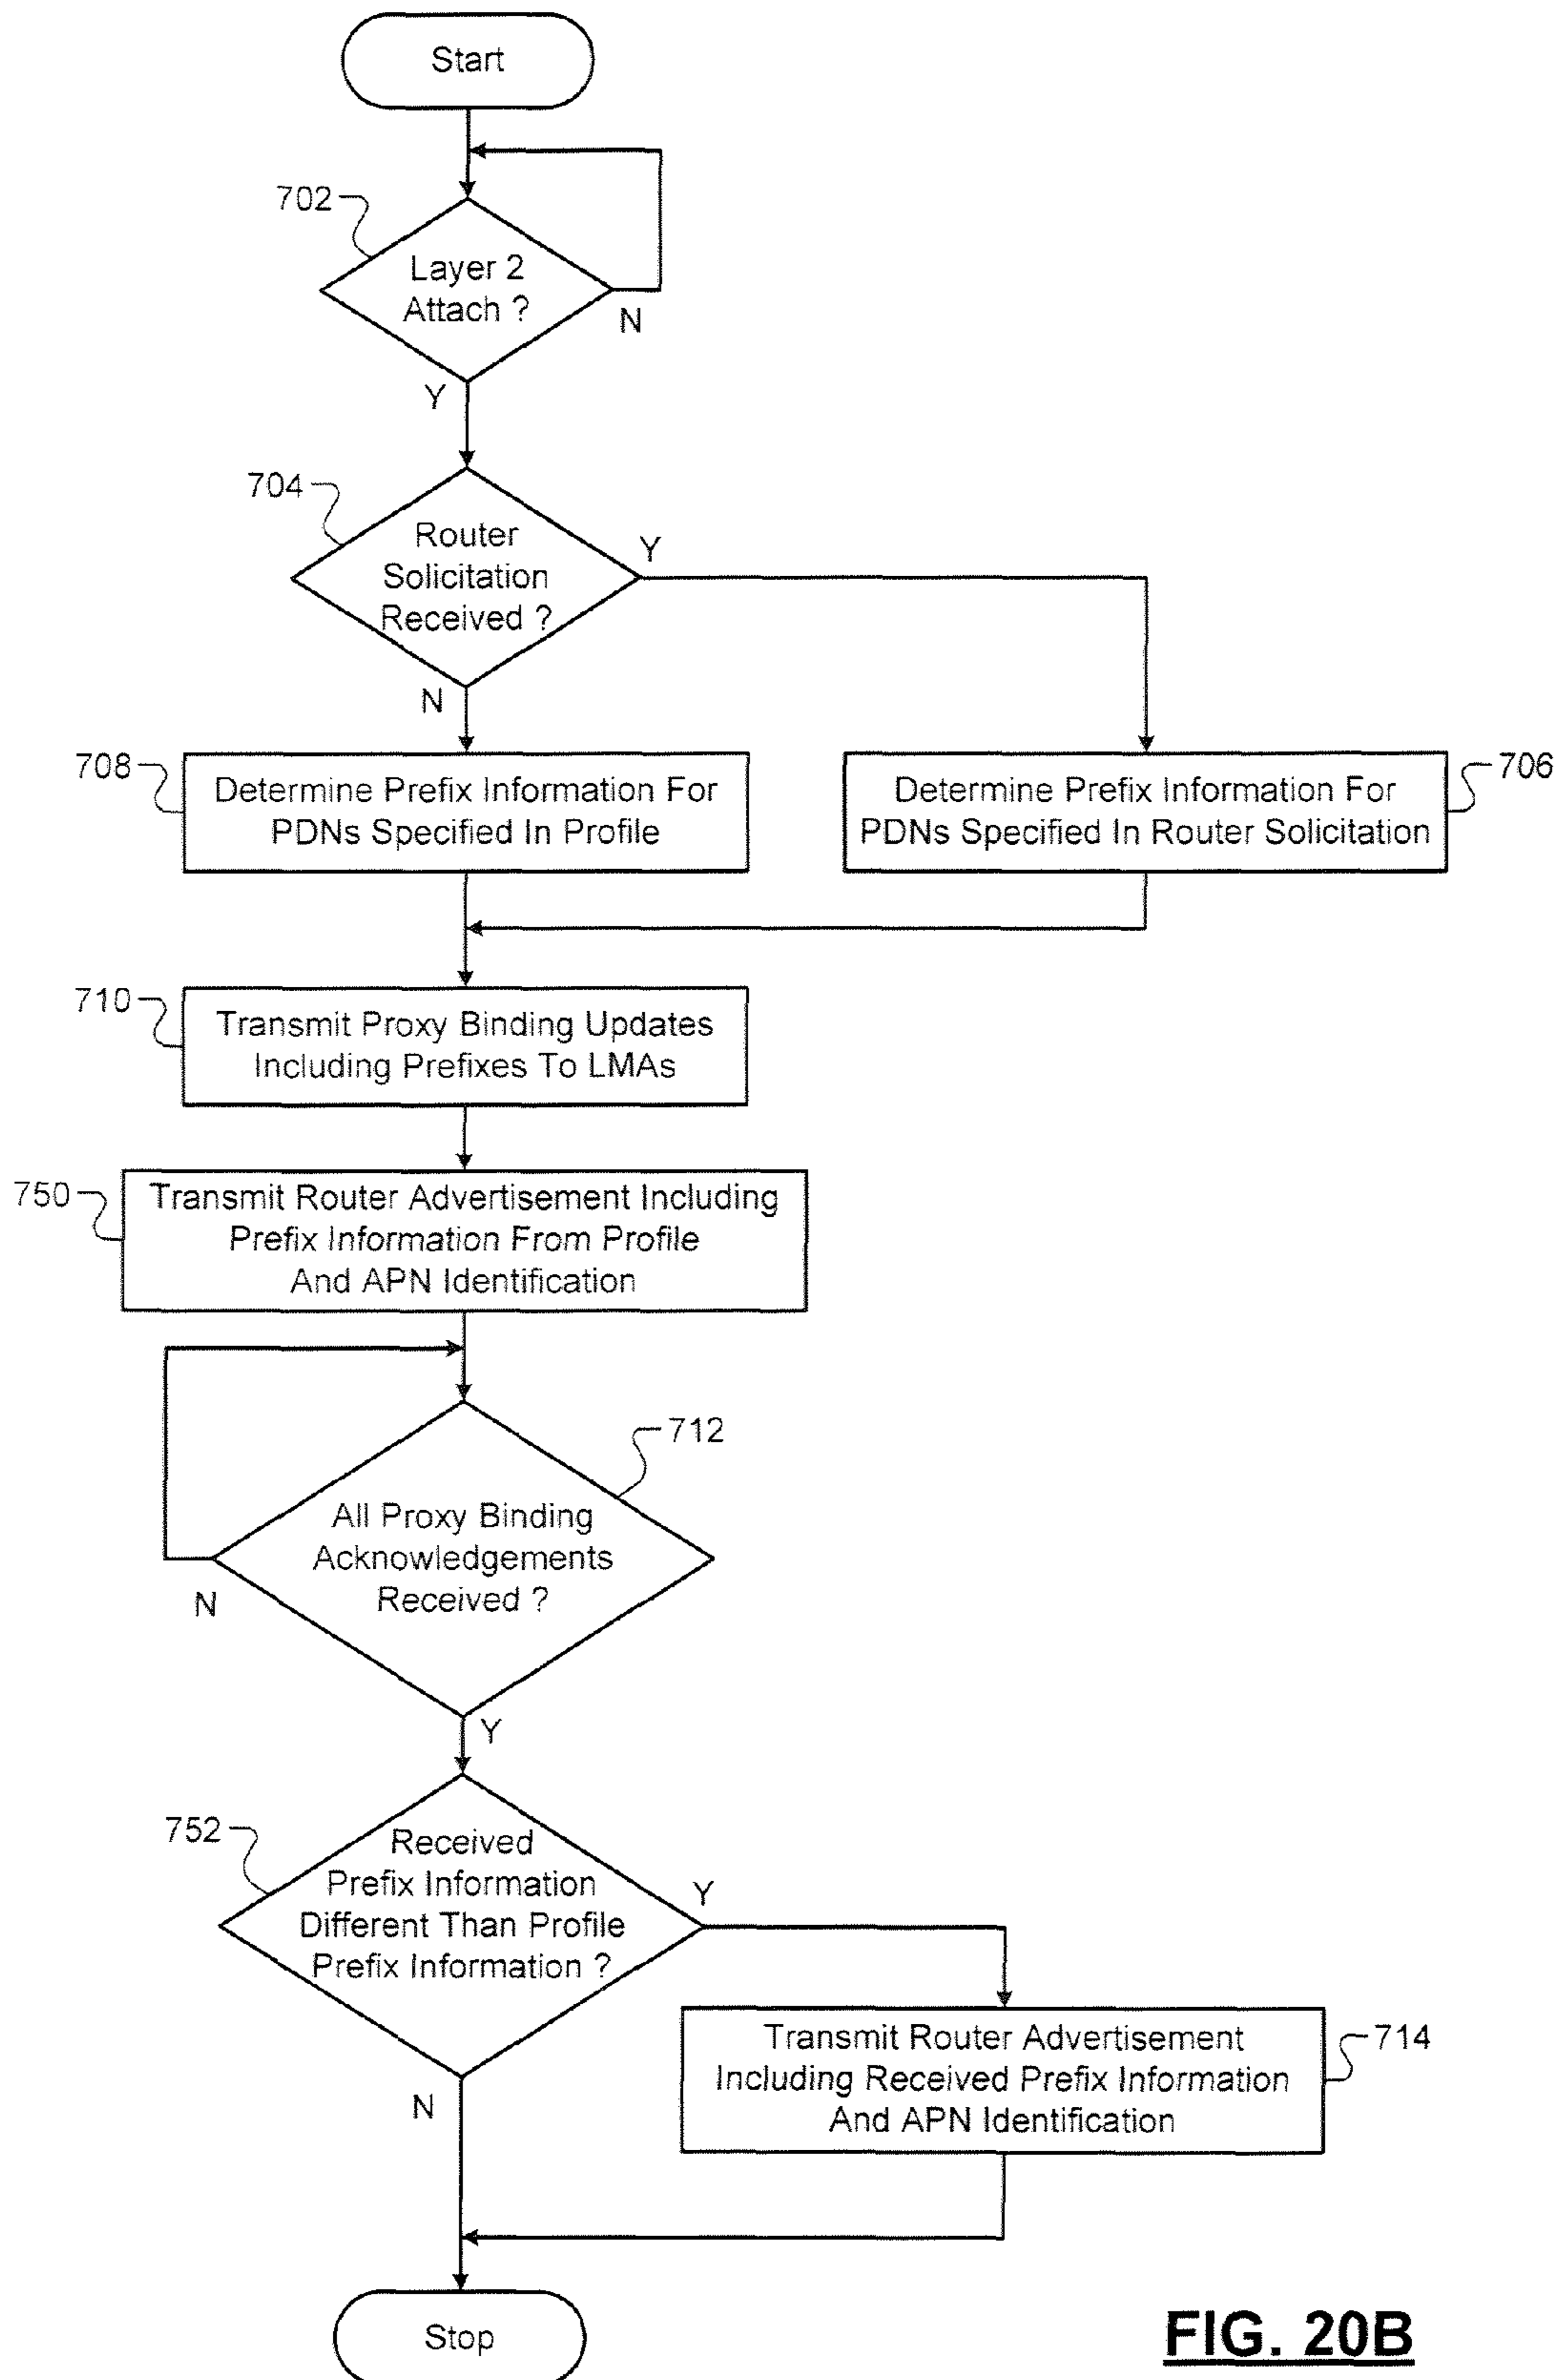 Start
702
Layer 2
Attach ?
N
Y
704
Router
Solicitation
Received ?
Y
N
708
Determine Prefix Information For
PDNs Specified In Profile
Determine Prefix Information For
PDNs Specified In Router Solicitation
706
710
Transmit Proxy Binding Updates
Including Prefixes To LMAs
750
Transmit Router Advertisement Including
Prefix Information From Profile
And APN Identification
712
All Proxy Binding
Acknowledgements
Received ?
N
Y
752
Received
Prefix Information
Different Than Profile
Prefix Information ?
Y
N
Transmit Router Advertisement
Including Received Prefix Information
And APN Identification
714
Stop
FIG. 20B